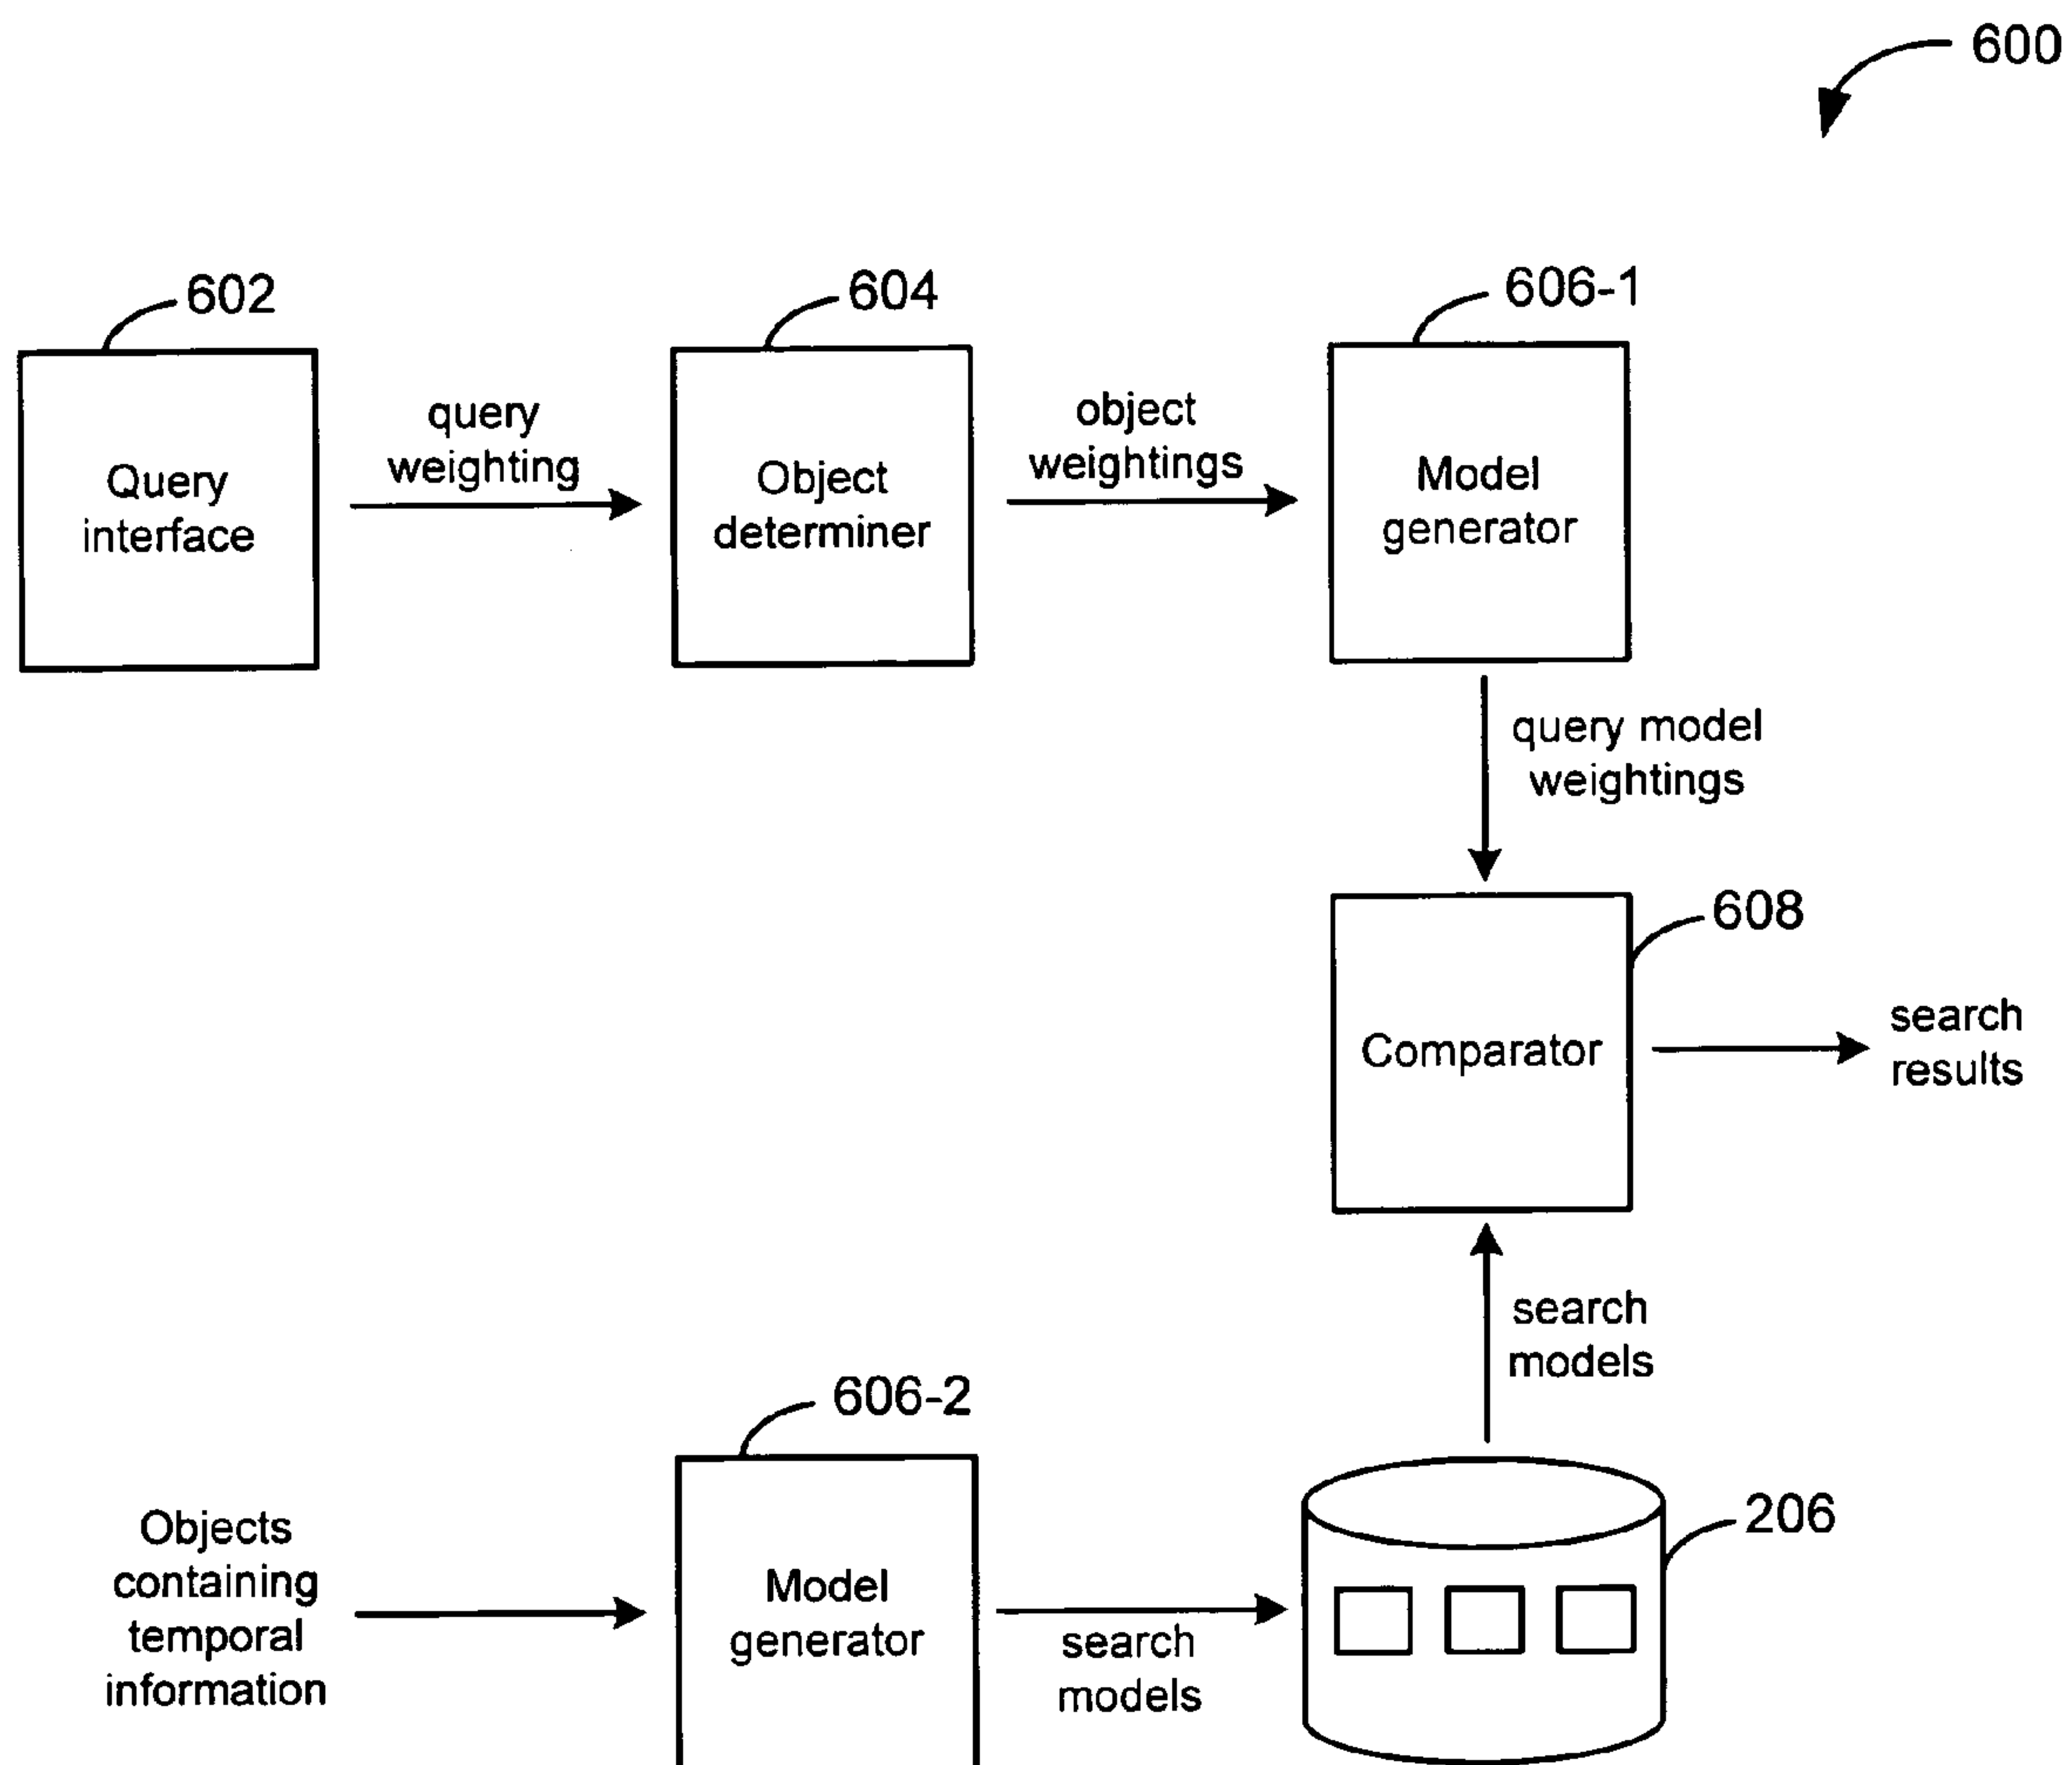 600
602
604
606-1
Query
interface
query
weighting
Object
determiner
object
weightings
Model
generator
query model
weightings
608
Comparator
search
results
search
models
606-2
206
Objects
containing
temporal
information
Model
generator
search
models